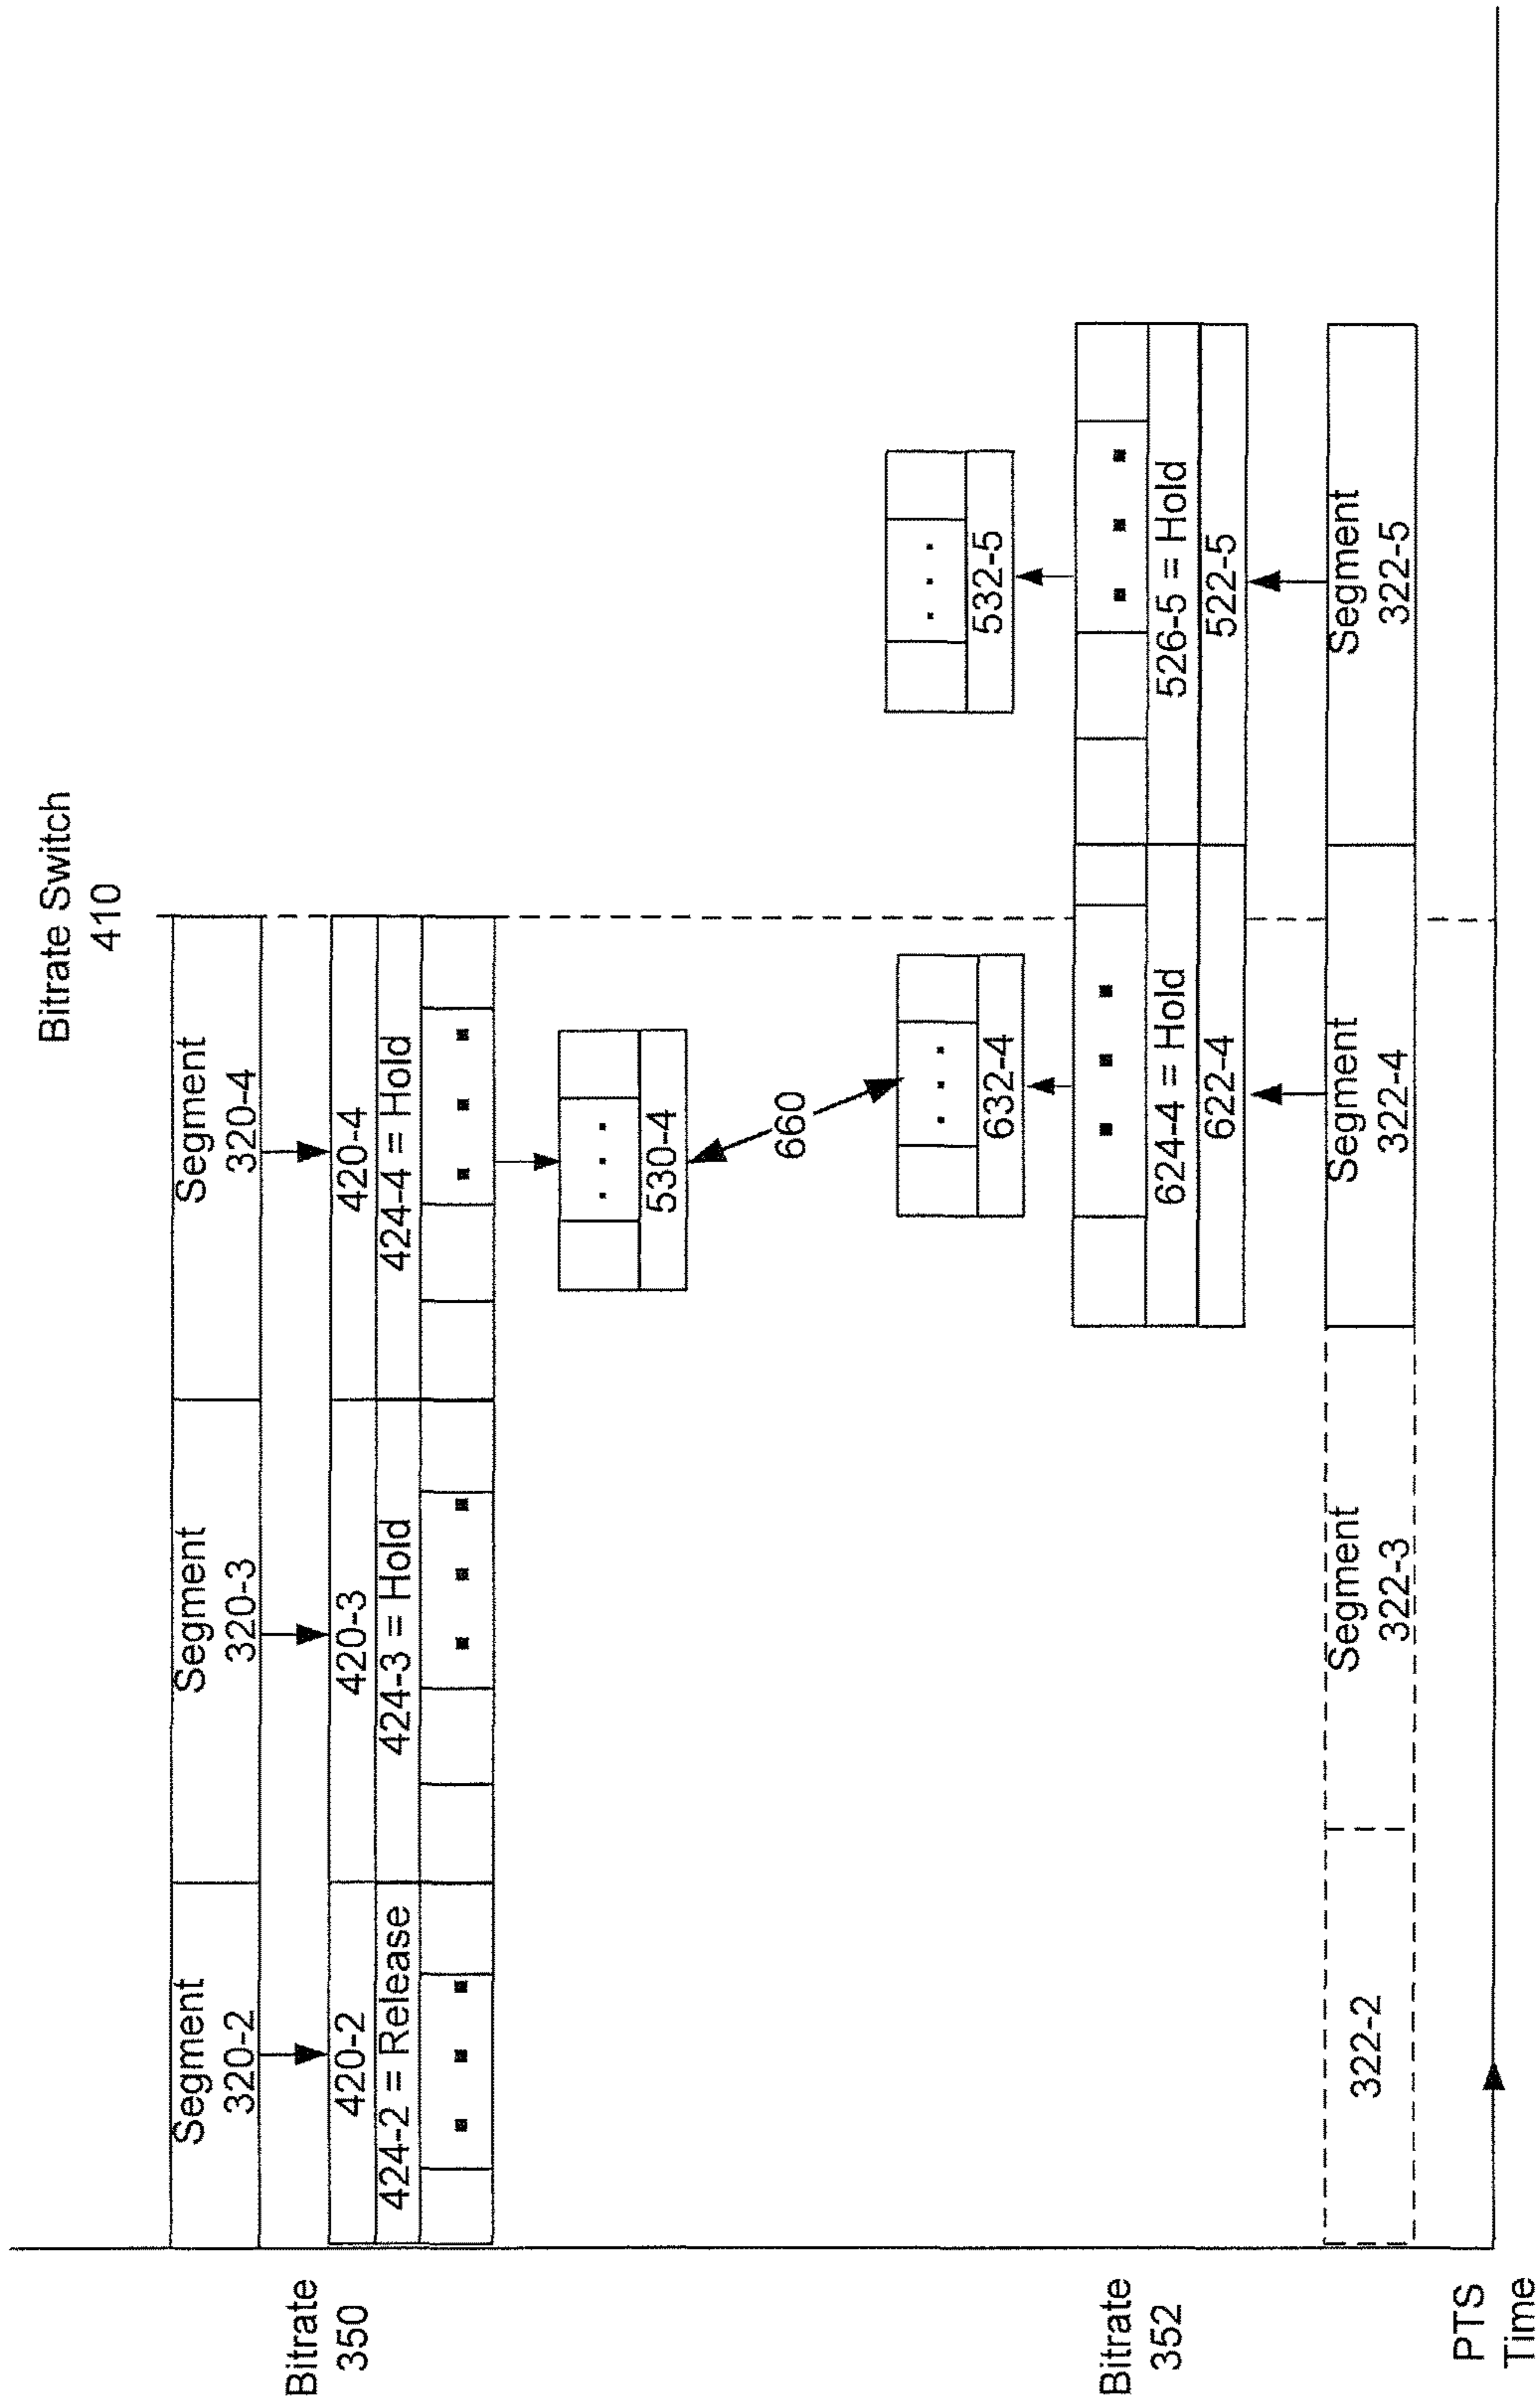 Bitrate Switch
410
Bitrate
350
Segment
320-2
Segment
320-3
Segment
320-4
420-2
420-3
420-4
424-2 = Release
424-3 = Hold
424-4 = Hold
530-4
660
632-4
532-5
Bitrate
352
624-4 = Hold
526-5 = Hold
622-4
522-5
322-2
Segment
322-3
Segment
322-4
Segment
322-5
PTS
Time